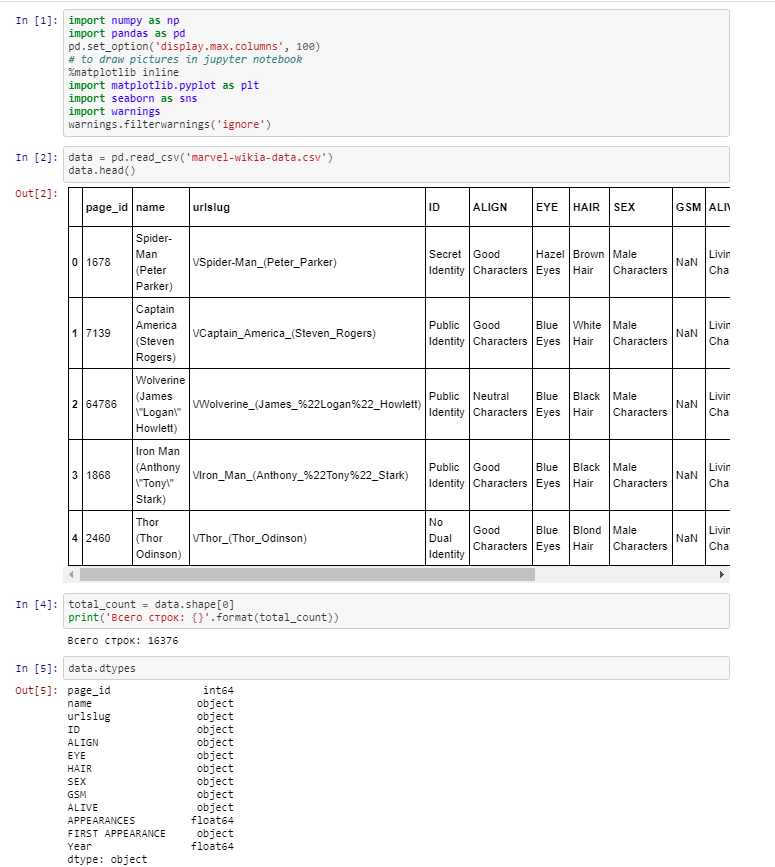 In [1]: import numpy as np
import pandas as pd
pd.set_option('display.max.columns', 100)
# to draw pictures in jupyter notebook
%matplotlib inline
import matplotlib.pyplot as plt
import seaborn as sns
import warnings
warnings.filterwarnings('ignore')
In [2]: data = pd.read_csv('marvel-wikia-data.csv')
data.head()
Out[2]:
page_id name urlslug ID ALIGN EYE HAIR SEX GSM ALIV
0 1678 Spider-Man (Peter Parker) \/Spider-Man_(Peter_Parker) Secret Identity Good Characters Hazel Eyes Brown Hair Male Characters NaN Livin Cha
1 7139 Captain America (Steven Rogers) \/Captain_America_(Steven_Rogers) Public Identity Good Characters Blue Eyes White Hair Male Characters NaN Livin Cha
2 64786 Wolverine (James \"Logan\" Howlett) \/Wolverine_(James_%22Logan%22_Howlett) Public Identity Neutral Characters Blue Eyes Black Hair Male Characters NaN Livin Cha
3 1868 Iron Man (Anthony \"Tony\" Stark) \/Iron_Man_(Anthony_%22Tony%22_Stark) Public Identity Good Characters Blue Eyes Black Hair Male Characters NaN Livin Cha
4 2460 Thor (Thor Odinson) \/Thor_(Thor_Odinson) No Dual Identity Good Characters Blue Eyes Blond Hair Male Characters NaN Livin Cha
In [4]: total_count = data.shape[0]
print('Всего строк: {}'.format(total_count))
Всего строк: 16376
In [5]: data.dtypes
Out[5]: page_id int64
name object
urlslug object
ID object
ALIGN object
EYE object
HAIR object
SEX object
GSM object
ALIVE object
APPEARANCES float64
FIRST APPEARANCE object
Year float64
dtype: object